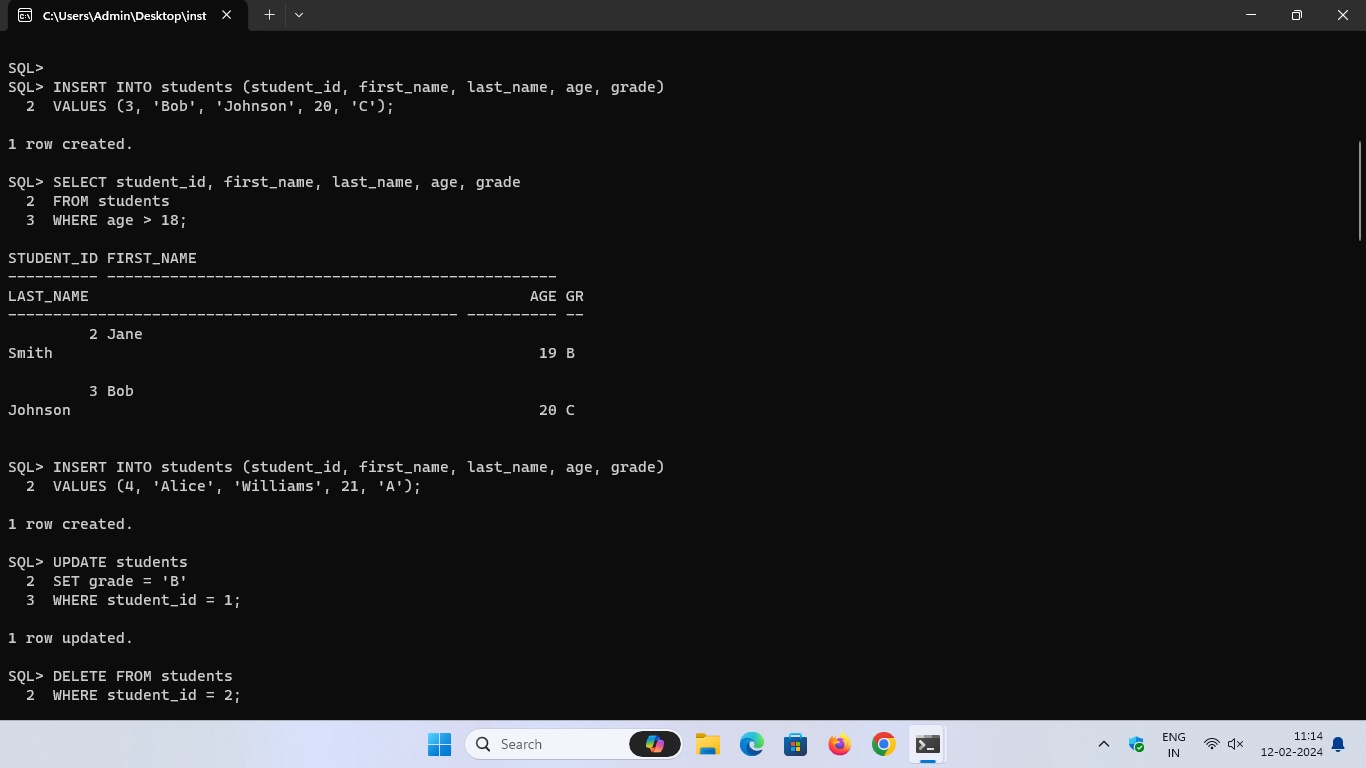 C:\Users\Admin\Desktop\inst
SQL>
SQL> INSERT INTO students (student_id, first_name, last_name, age, grade)
  2  VALUES (3, 'Bob', 'Johnson', 20, 'C');
1 row created.
SQL> SELECT student_id, first_name, last_name, age, grade
  2  FROM students
  3  WHERE age > 18;
STUDENT_ID FIRST_NAME
---------- --------------------------------------------------
LAST_NAME                                                 AGE GR
-------------------------------------------------- ---------- --
         2 Jane
Smith                                                      19 B
         3 Bob
Johnson                                                    20 C
SQL> INSERT INTO students (student_id, first_name, last_name, age, grade)
  2  VALUES (4, 'Alice', 'Williams', 21, 'A');
1 row created.
SQL> UPDATE students
  2  SET grade = 'B'
  3  WHERE student_id = 1;
1 row updated.
SQL> DELETE FROM students
  2  WHERE student_id = 2;
Search
ENG
IN
11:14
12-02-2024